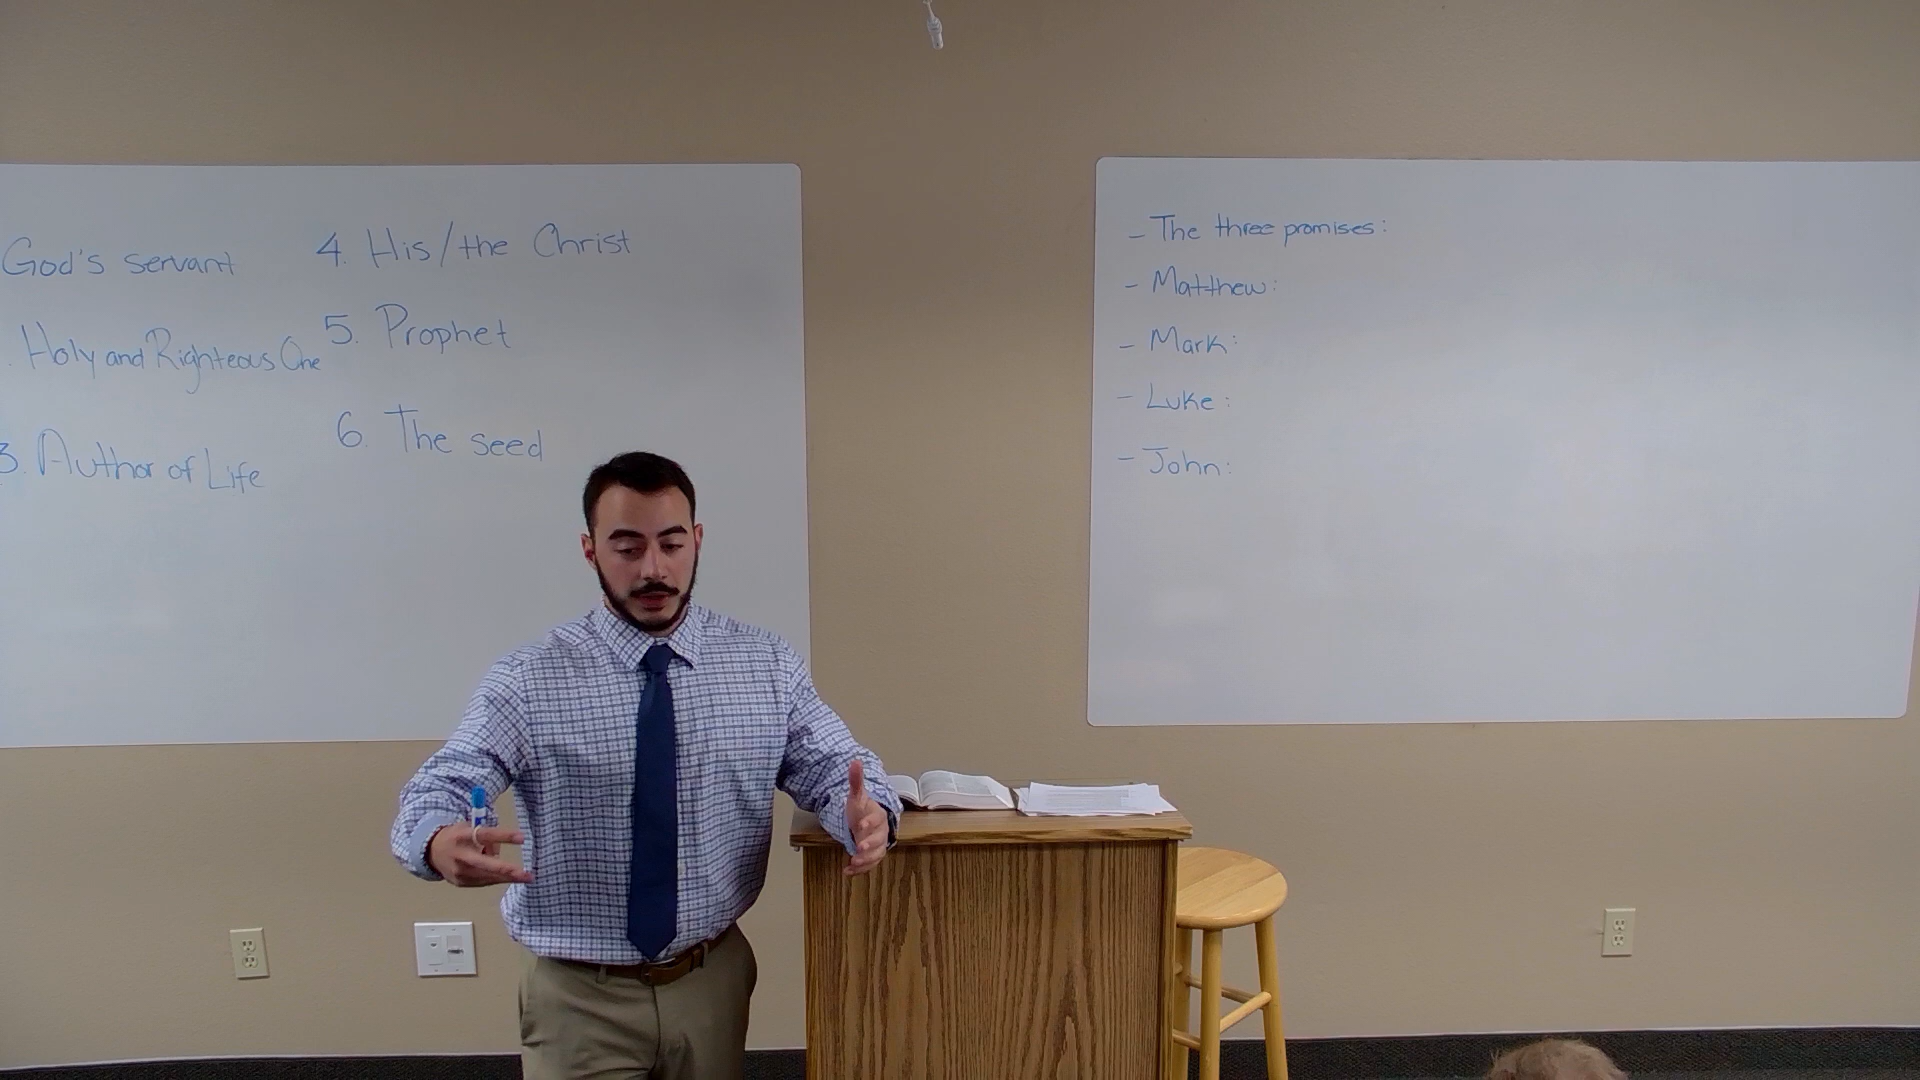 God's servant
Holy and Righteous One
3. Author of Life
4. His/the Christ
5. Prophet
6. The seed
- The three promises:
- Matthew:
- Mark:
- Luke:
- John: